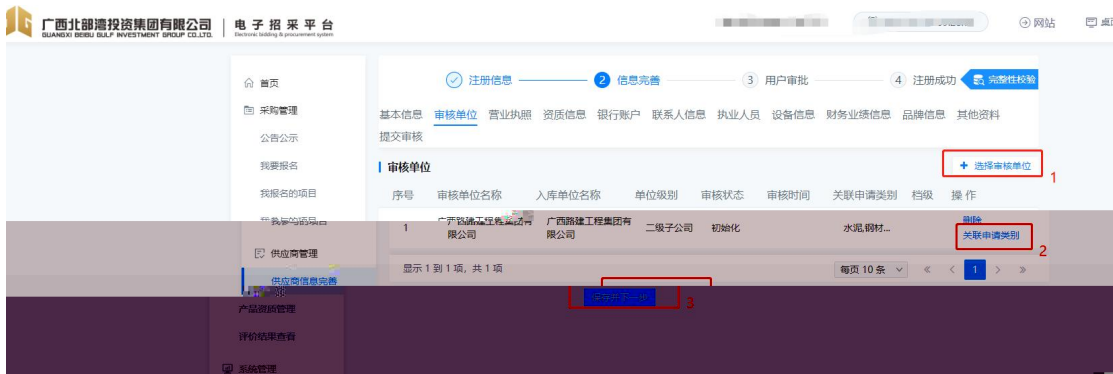 广西北部湾投资集团有限公司
GUANGXI BEIBU GULF INVESTMENT GROUP CO.,LTD.
电子招采平台
Electronic bidding & procurement system
网站
首页
采购管理
公告公示
我要报名
我报名的项目
供应商管理
供应商信息完善
产品资质管理
评价结果查看
系统管理
注册信息
2 信息完善
3 用户审批
4 注册成功
完整性校验
基本信息 审核单位 营业执照 资质信息 银行账户 联系人信息 执业人员 设备信息 财务业绩信息 品牌信息 其他资料
提交审核
审核单位
+ 选择审核单位
1
序号 审核单位名称 入库单位名称 单位级别 审核状态 审核时间 关联申请类别 档级 操作
1 限公司 广西路建工程集团有限公司 二级子公司 初始化 水泥,钢材... 删除
关联申请类别
2
显示 1 到 1 项, 共 1 项
每页 10 条 « < 1 > »
保存并下一步
3